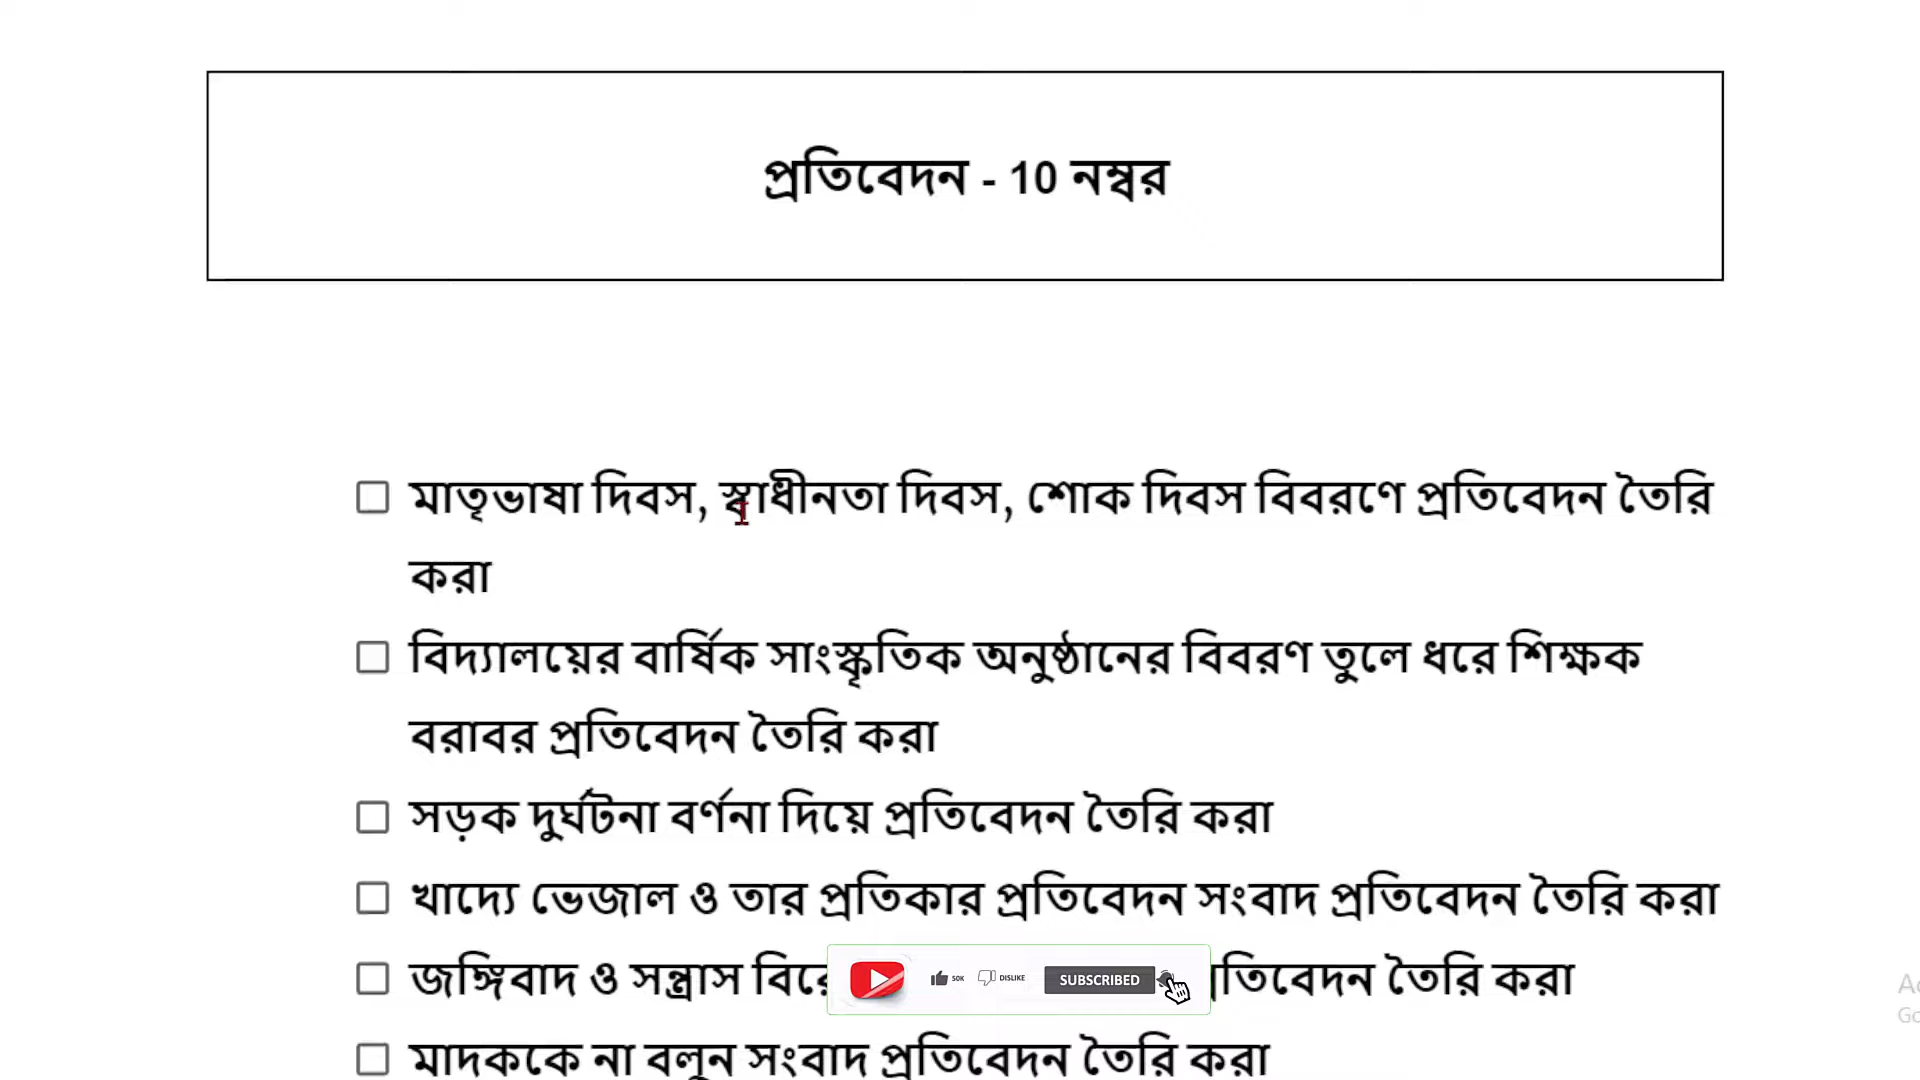 প্রতিবেদন - 10 নম্বর
মাতৃভাষা দিবস, স্বাধীনতা দিবস, শোক দিবস বিবরণে প্রতিবেদন তৈরি
করা
বিদ্যালয়ের বার্ষিক সাংস্কৃতিক অনুষ্ঠানের বিবরণ তুলে ধরে শিক্ষক
বরাবর প্রতিবেদন তৈরি করা
সড়ক দুর্ঘটনা বর্ণনা দিয়ে প্রতিবেদন তৈরি করা
খাদ্যে ভেজাল ও তার প্রতিকার প্রতিবেদন সংবাদ প্রতিবেদন তৈরি করা
জঙ্গিবাদ ও সন্ত্রাস তৈরি করা
50K DISLIKE SUBSCRIBED
মাদককে না বলুন সংবাদ প্রতিবেদন তৈরি করা